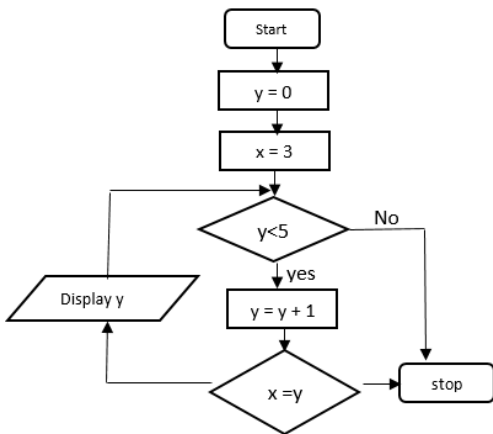 Start
y = 0
x = 3
y<5
No
yes
Display y
y = y + 1
x =y
stop